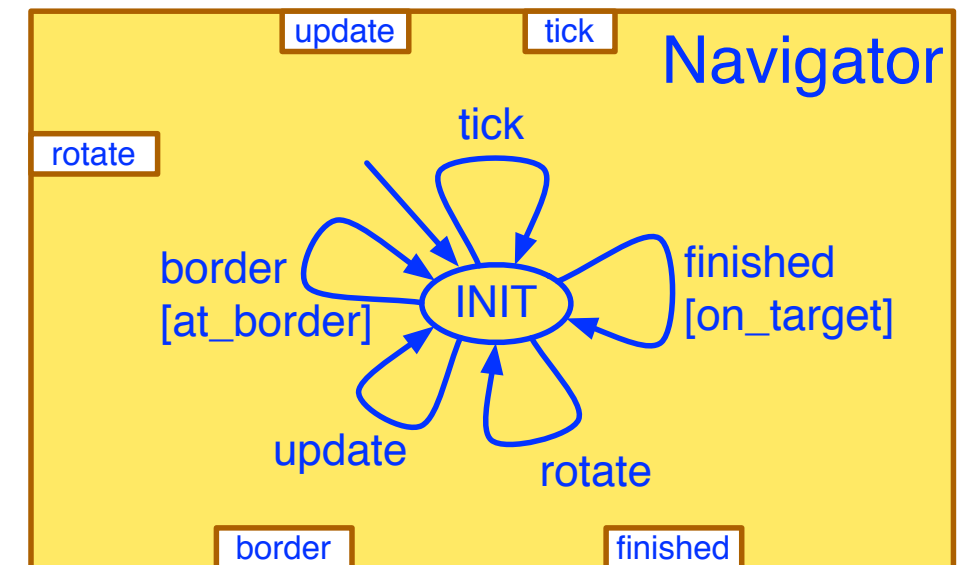 update
tick
Navigator
rotate
tick
border
[at_border]
INIT
finished
[on_target]
update
rotate
border
finished